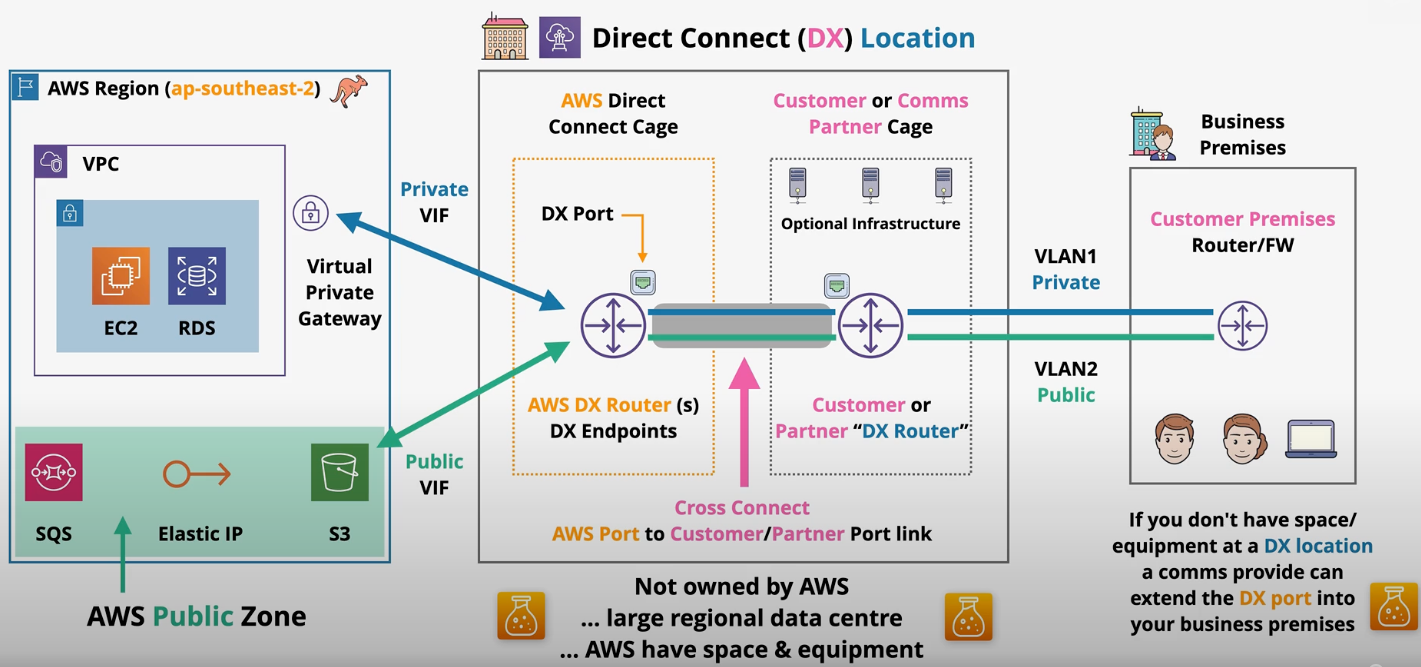 Direct Connect (DX) Location
AWS Region (ap-southeast-2)
VPC
EC2
RDS
Virtual
Private
Gateway
Private
VIF
Public
VIF
SQS
Elastic IP
S3
AWS Public Zone
AWS Direct
Connect Cage
DX Port
AWS DX Router (s)
DX Endpoints
Customer or Comms
Partner Cage
Optional Infrastructure
Customer or
Partner “DX Router”
Cross Connect
AWS Port to Customer/Partner Port link
Not owned by AWS
... large regional data centre
... AWS have space & equipment
VLAN1
Private
VLAN2
Public
Business
Premises
Customer Premises
Router/FW
If you don't have space/
equipment at a DX location
a comms provide can
extend the DX port into
your business premises